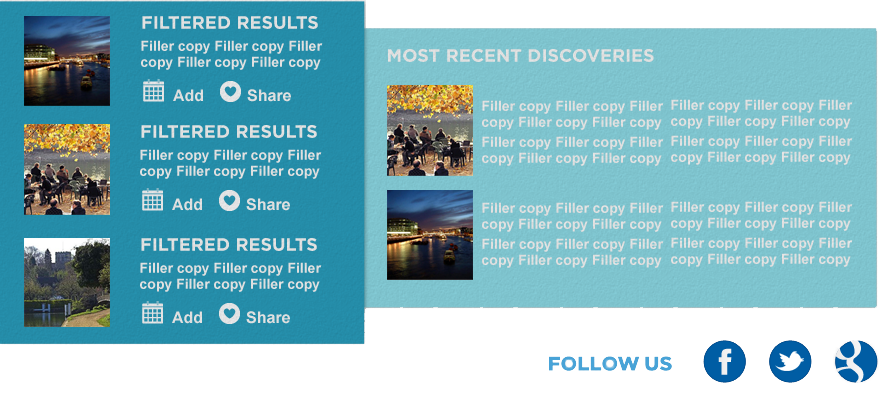 FILTERED RESULTS
Filler copy Filler copy Filler
copy Filler copy Filler copy
Add Share
FILTERED RESULTS
Filler copy Filler copy Filler
copy Filler copy Filler copy
Add Share
FILTERED RESULTS
Filler copy Filler copy Filler
copy Filler copy Filler copy
Add Share
MOST RECENT DISCOVERIES
Filler copy Filler copy Filler Filler copy Filler copy Filler
copy Filler copy Filler copy copy Filler copy Filler copy
Filler copy Filler copy Filler Filler copy Filler copy Filler
copy Filler copy Filler copy copy Filler copy Filler copy
Filler copy Filler copy Filler Filler copy Filler copy Filler
copy Filler copy Filler copy copy Filler copy Filler copy
Filler copy Filler copy Filler Filler copy Filler copy Filler
copy Filler copy Filler copy copy Filler copy Filler copy
FOLLOW US